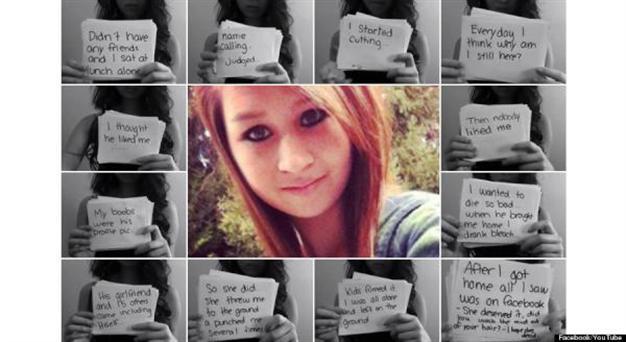 Didn't have
any friends
and I sat at
lunch alone
name
calling..
Judged..
I Started
Cutting...
Everyday I
think why am
I still here?
I thought
he liked me
Then nobody
liked me
My boobs
were his
profile pic..
I wanted to
die so bad..
when he brought
me home I
drank bleach..
His girlfriend
and 15 others
came including
himself..
So she did
she threw me
to the ground
a punched me
several times
Kids filmed it
I was all alone
and left on the
ground.
After I got
home all I saw
was on facebook
- She deserved it, did
you wash the mud out
of your hair? - I hope shes
dead.
Facebook/YouTube